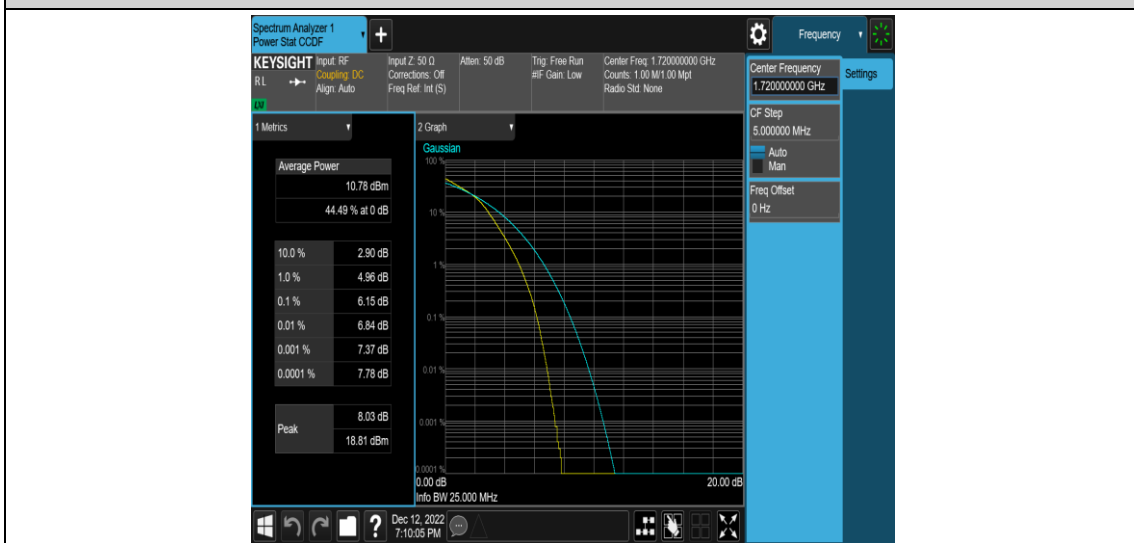 Spectrum Analyzer 1
Power Stat CCDF
+
Frequency
KEYSIGHT
RL
LXI
Input: RF
Coupling: DC
Align: Auto
Input Z: 50 Ω
Corrections: Off
Freq Ref: Int (S)
Atten: 50 dB
Trig: Free Run
#IF Gain: Low
Center Freq: 1.720000000 GHz
Counts: 1.00 M/1.00 Mpt
Radio Std: None
Center Frequency
1.720000000 GHz
Settings
CF Step
5.000000 MHz
Auto
Man
Freq Offset
0 Hz
1 Metrics
Average Power
10.78 dBm
44.49 % at 0 dB
10.0 % 2.90 dB
1.0 % 4.96 dB
0.1 % 6.15 dB
0.01 % 6.84 dB
0.001 % 7.37 dB
0.0001 % 7.78 dB
Peak
8.03 dB
18.81 dBm
2 Graph
Gaussian
100 %
10 %
1 %
0.1 %
0.01 %
0.001 %
0.0001 %
0.00 dB 20.00 dB
Info BW 25.000 MHz
?
Dec 12, 2022
7:10:05 PM